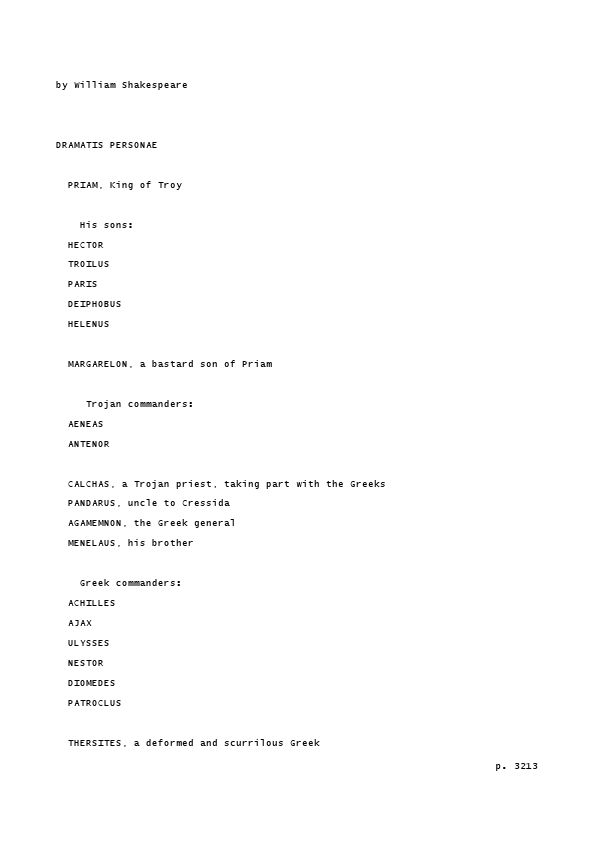 by William Shakespeare
DRAMATIS PERSONAE
PRIAM, King of Troy
His sons:
HECTOR
TROILUS
PARIS
DEIPHOBUS
HELENUS
MARGARELON, a bastard son of Priam
Trojan commanders:
AENEAS
ANTENOR
CALCHAS, a Trojan priest, taking part with the Greeks
PANDARUS, uncle to Cressida
AGAMEMNON, the Greek general
MENELAUS, his brother
Greek commanders:
ACHILLES
AJAX
ULYSSES
NESTOR
DIOMEDES
PATROCLUS
THERSITES, a deformed and scurrilous Greek
p. 3213